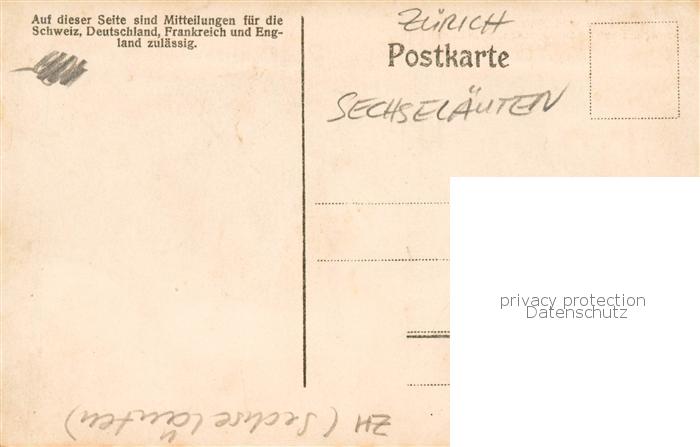 Auf dieser Seite sind Mitteilungen für die
Schweiz, Deutschland, Frankreich und Eng-
land zulässig.
ZÜRICH
Postkarte
SECHSELÄUTEN
privacy protection
Datenschutz
ZH (Sechseläuten)